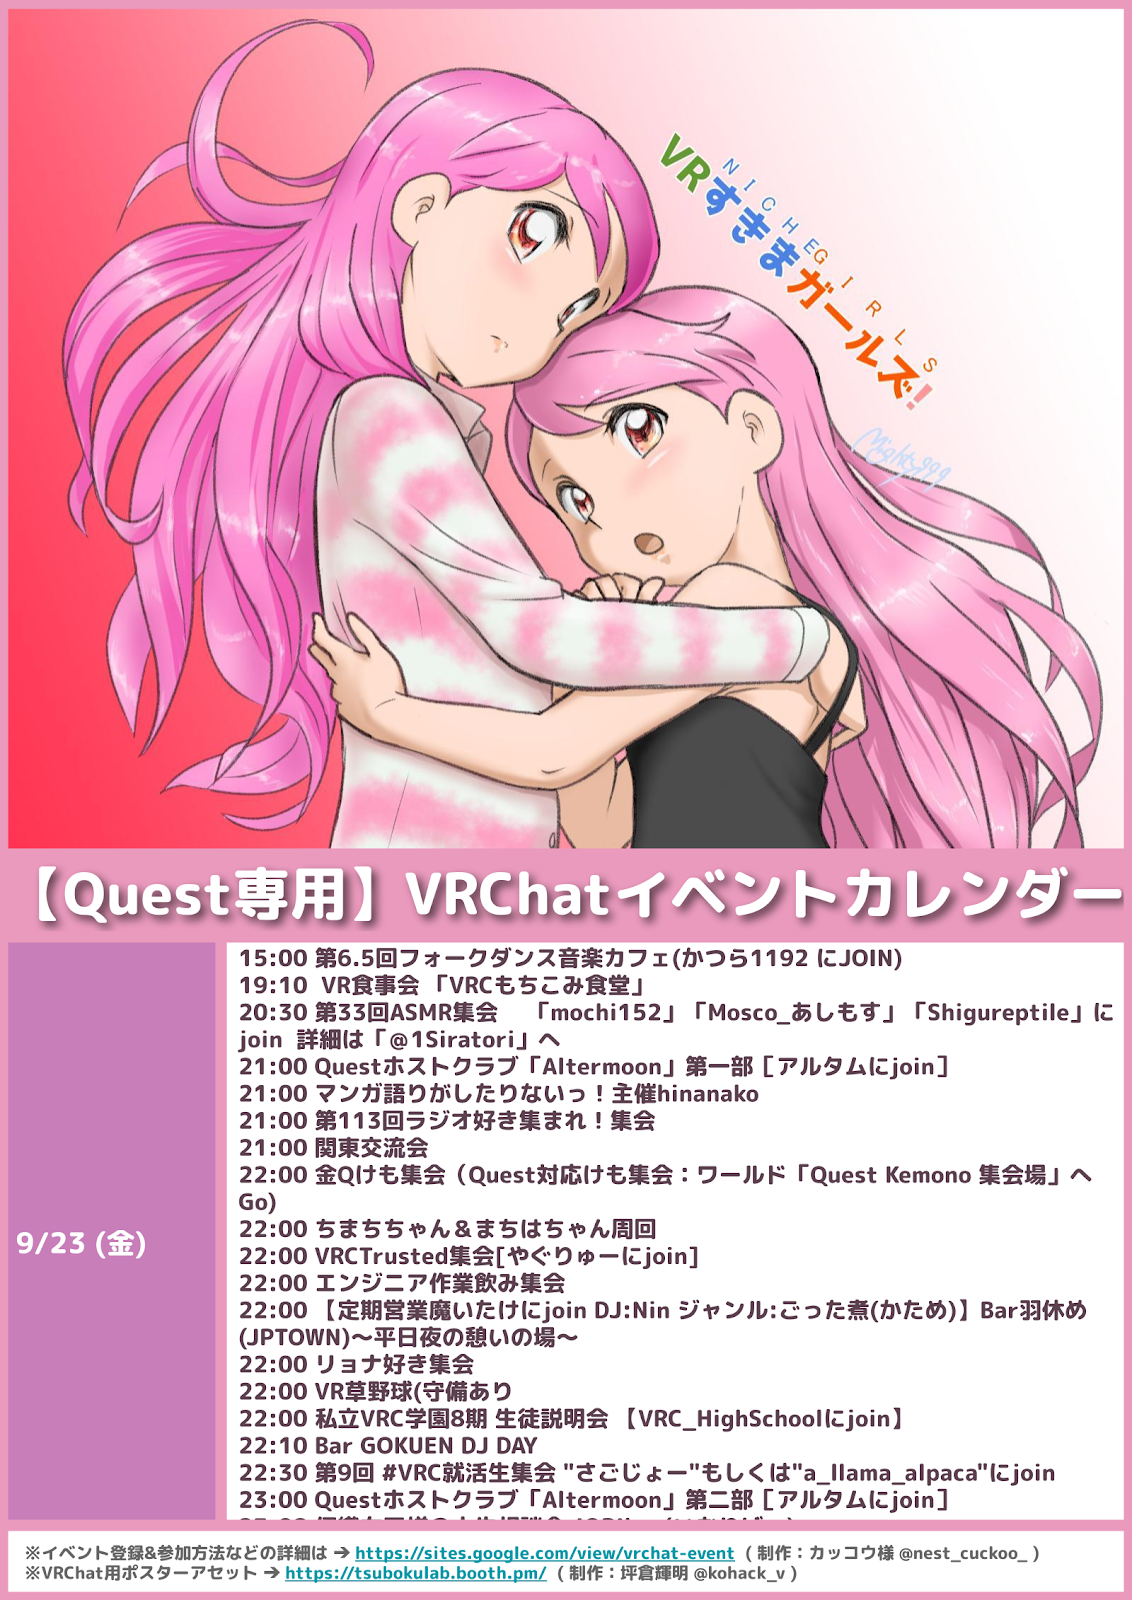 NICHE GIRLS
VRすきまガールズ!
Mighty999
【Quest専用】VRChatイベントカレンダー
9/23 (金)
15:00 第6.5回フォークダンス音楽カフェ(かつら1192 にJOIN)
19:10  VR食事会 「VRCもちこみ食堂」
20:30 第33回ASMR集会　「mochi152」「Mosco_あしもす」「Shigureptile」に
join  詳細は「@1Siratori」へ
21:00 Questホストクラブ「Altermoon」第一部［アルタムにjoin］
21:00 マンガ語りがしたりないっ！主催hinanako
21:00 第113回ラジオ好き集まれ！集会
21:00 関東交流会
22:00 金Qけも集会（Quest対応けも集会：ワールド「Quest Kemono 集会場」へ
Go)
22:00 ちまちちゃん＆まちはちゃん周回
22:00 VRCTrusted集会[やぐりゅーにjoin]
22:00 エンジニア作業飲み集会
22:00 【定期営業魔いたけにjoin DJ:Nin ジャンル:ごった煮(かため)】Bar羽休め
(JPTOWN)～平日夜の憩いの場～
22:00 リョナ好き集会
22:00 VR草野球(守備あり
22:00 私立VRC学園8期 生徒説明会 【VRC_HighSchoolにjoin】
22:10 Bar GOKUEN DJ DAY
22:30 第9回 #VRC就活生集会 "さごじょー"もしくは"a_llama_alpaca"にjoin
23:00 Questホストクラブ「Altermoon」第二部［アルタムにjoin］
※イベント登録&参加方法などの詳細は → https://sites.google.com/view/vrchat-event （制作：カッコウ様 @nest_cuckoo_ ）
※VRChat用ポスターアセット → https://tsubokulab.booth.pm/ （制作：坪倉輝明 @kohack_v ）